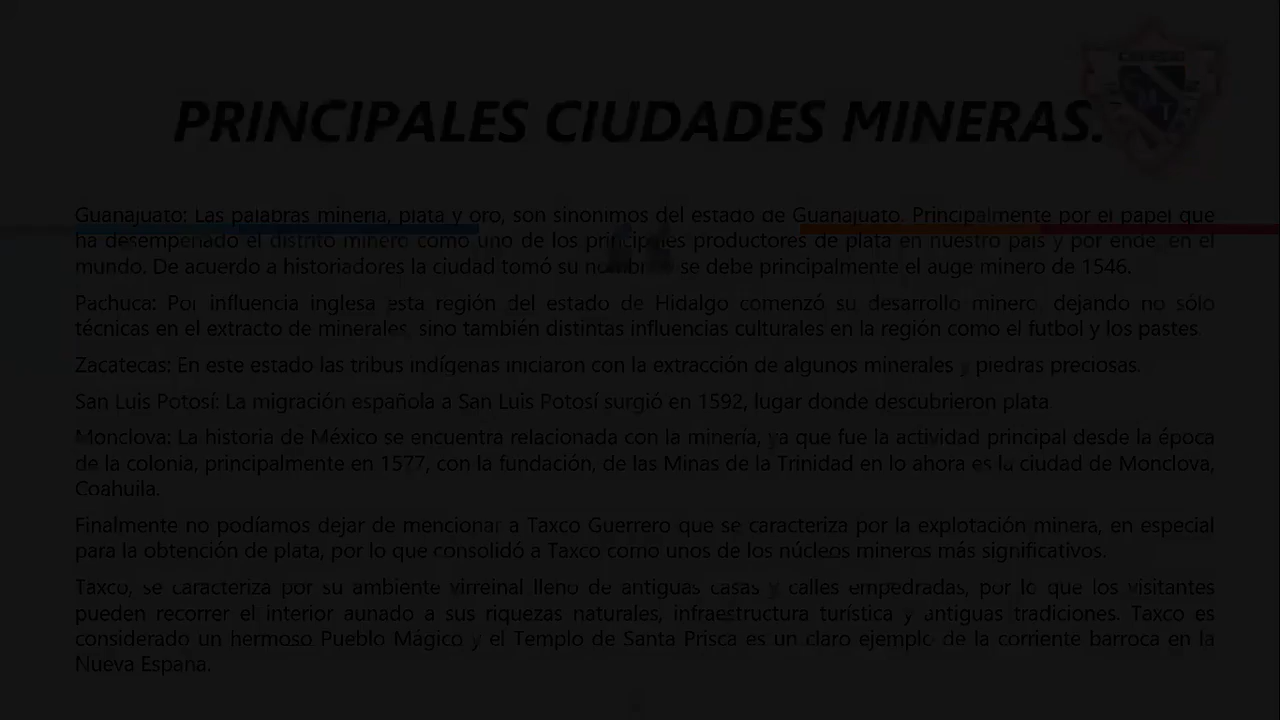 PRINCIPALES CIUDADES MINERAS.
Guanajuato: Las palabras minería, plata y oro, son sinónimos del estado de Guanajuato. Principalmente por el papel que
ha desempeñado el distrito minero como uno de los principales productores de plata en nuestro país y por ende, en el
mundo. De acuerdo a historiadores la ciudad tomó su se debe principalmente el auge minero de 1546.
Pachuca: Por influencia inglesa esta región del estado de Hidalgo comenzó su desarrollo minero, dejando no sólo
técnicas en el extracto de minerales, sino también distintas influencias culturales en la región como el futbol y los pastes.
Zacatecas: En este estado las tribus indígenas iniciaron con la extracción de algunos minerales y piedras preciosas.
San Luis Potosí: La migración española a San Luis Potosí surgió en 1592, lugar donde descubrieron plata.
Monclova: La historia de México se encuentra relacionada con la minería, ya que fue la actividad principal desde la época
de la colonia, principalmente en 1577, con la fundación, de las Minas de la Trinidad en lo ahora es la ciudad de Monclova,
Coahuila.
Finalmente no podíamos dejar de mencionar a Taxco Guerrero que se caracteriza por la explotación minera, en especial
para la obtención de plata, por lo que consolidó a Taxco como unos de los núcleos mineros más significativos.
Taxco, se caracteriza por su ambiente virreinal lleno de antiguas casas y calles empedradas, por lo que los visitantes
pueden recorrer el interior aunado a sus riquezas naturales, infraestructura turística y antiguas tradiciones. Taxco es
considerado un hermoso Pueblo Mágico y el Templo de Santa Prisca es un claro ejemplo de la corriente barroca en la
Nueva España.